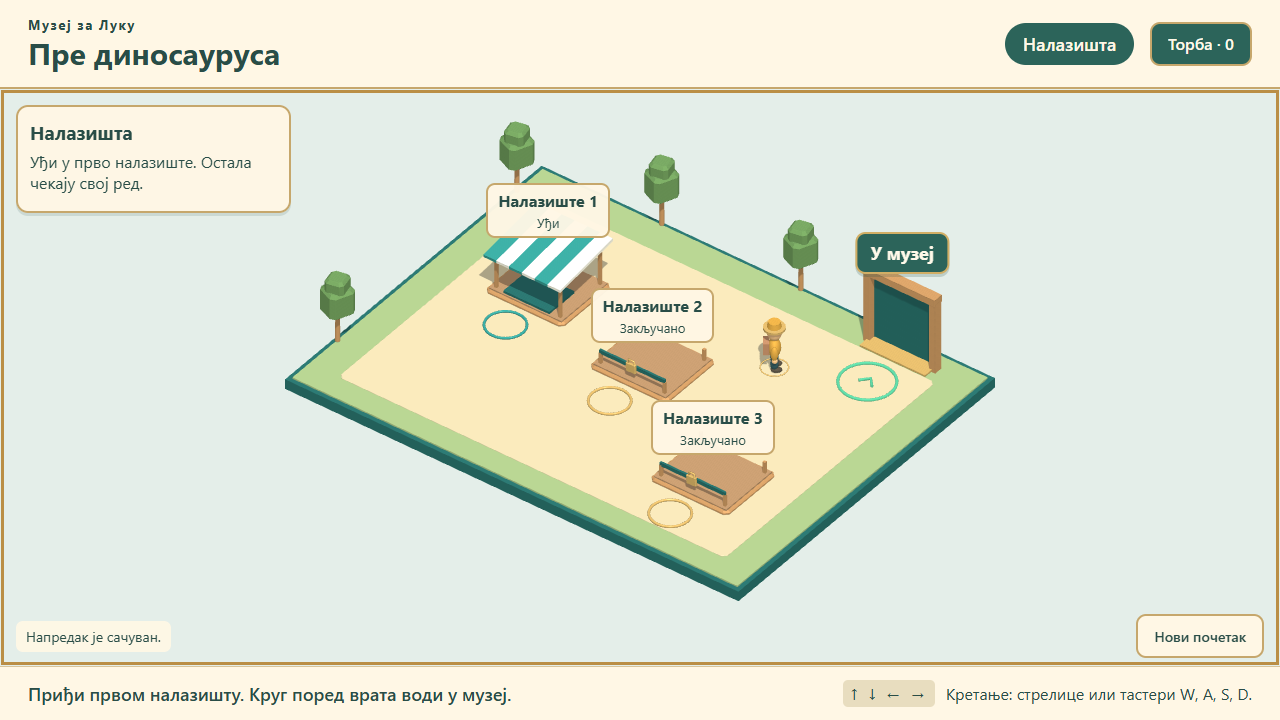 Музеј за Луку
Пре диносауруса
Налазишта
Торба · 0
Налазишта
Уђи у прво налазиште. Остала
чекају свој ред.
Налазиште 1
Уђи
У музеј
Налазиште 2
Закључано
Налазиште 3
Закључано
Напредак је сачуван.
Нови почетак
Приђи првом налазишту. Круг поред врата води у музеј.
↑ ↓ ← → Кретање: стрелице или тастери W, A, S, D.